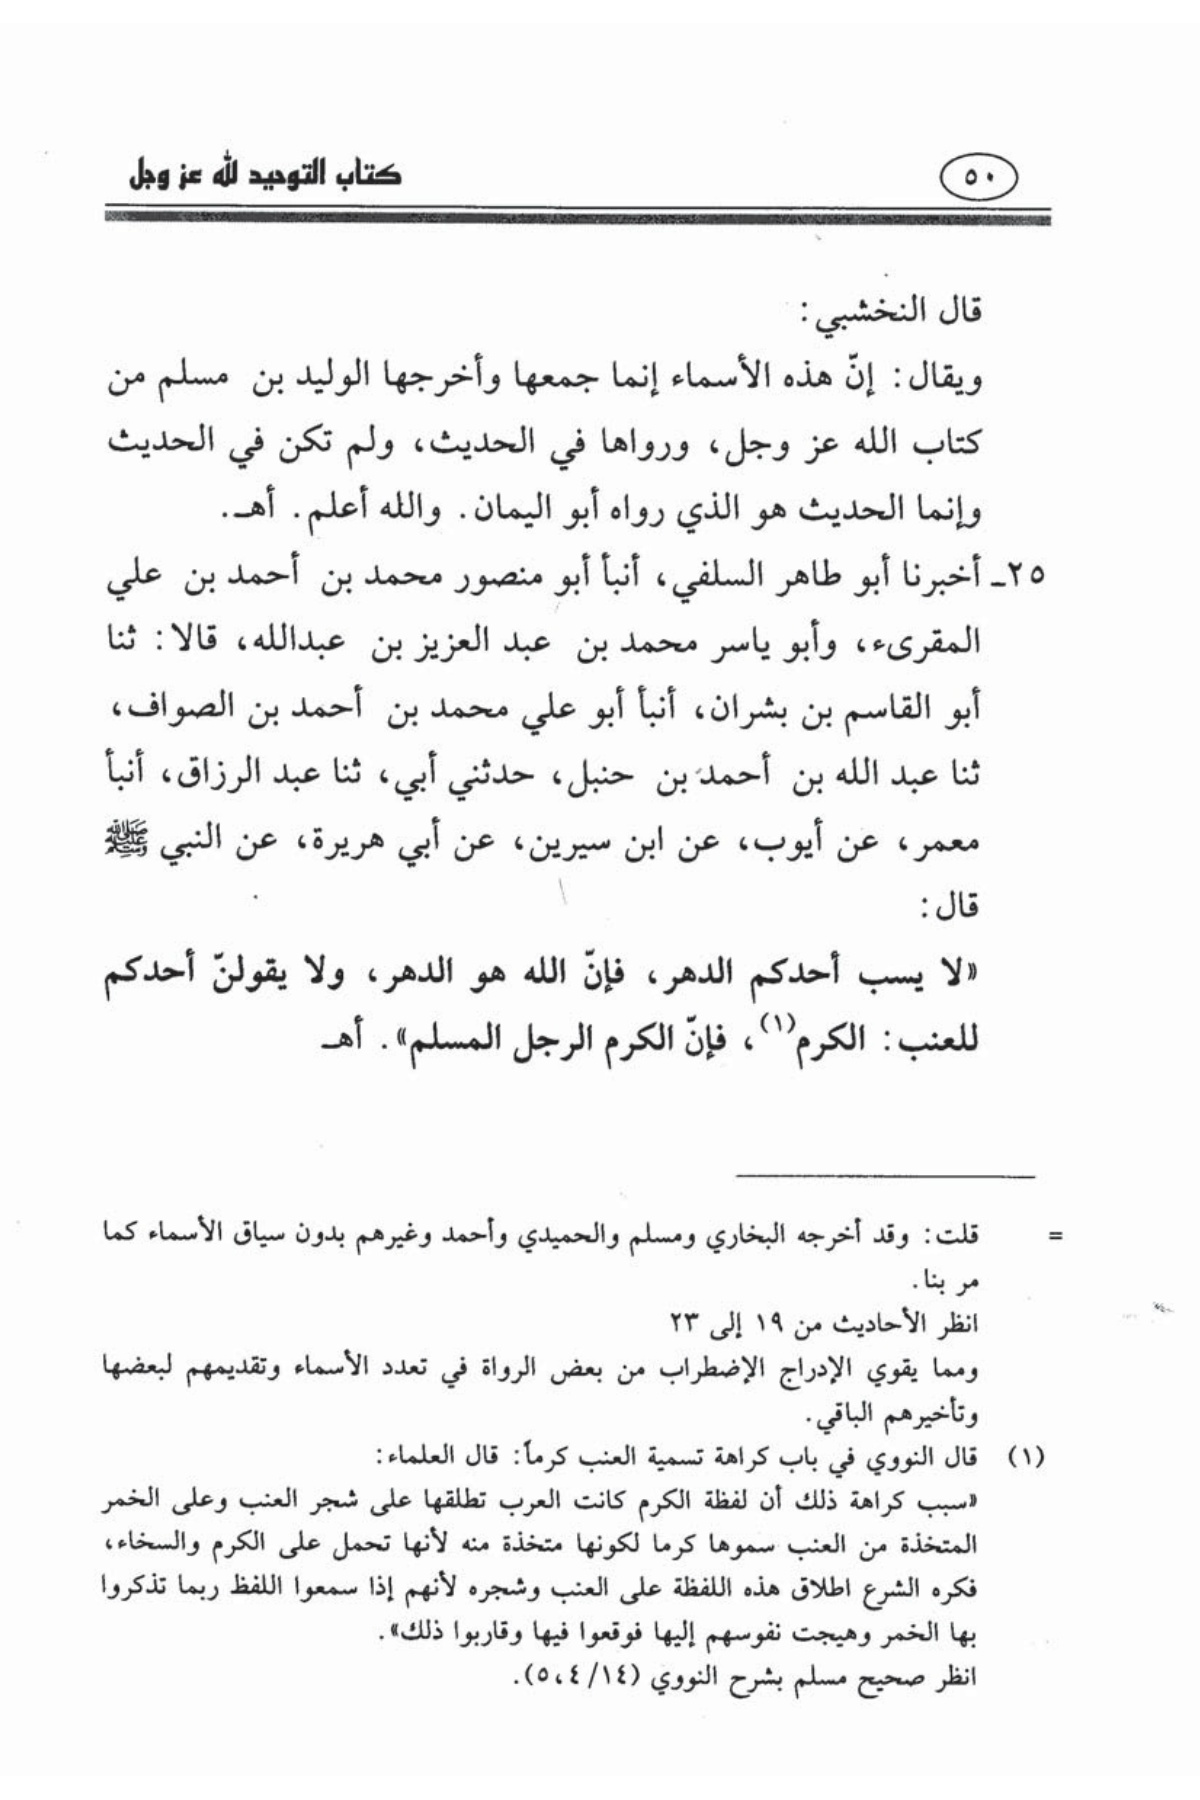 ٥٠
كتاب التوحيد لله عز وجل
قال النخشبي:
ويقال: إنّ هذه الأسماء إنما جمعها وأخرجها الوليد بن مسلم من
كتاب الله عز وجل، ورواها في الحديث، ولم تكن في الحديث
وإنما الحديث هو الذي رواه أبو اليمان. والله أعلم. أهـ.
٢٥ـ أخبرنا أبو طاهر السلفي، أنبأ أبو منصور محمد بن أحمد بن علي
المقرىء، وأبو ياسر محمد بن عبد العزيز بن عبدالله، قالا: ثنا
أبو القاسم بن بشران، أنبأ أبو علي محمد بن أحمد بن الصواف،
ثنا عبد الله بن أحمد بن حنبل، حدثني أبي، ثنا عبد الرزاق، أنبأ
معمر، عن أيوب، عن ابن سيرين، عن أبي هريرة، عن النبي ﷺ
قال:
«لا يسب أحدكم الدهر، فإنّ الله هو الدهر، ولا يقولنّ أحدكم
للعنب: الكرم(١)، فإنّ الكرم الرجل المسلم». أهـ
= قلت: وقد أخرجه البخاري ومسلم والحميدي وأحمد وغيرهم بدون سياق الأسماء كما
مر بنا.
انظر الأحاديث من ١٩ إلى ٢٣
ومما يقوي الإدراج الإضطراب من بعض الرواة في تعدد الأسماء وتقديمهم لبعضها
وتأخيرهم الباقي.
(١) قال النووي في باب كراهة تسمية العنب كرماً: قال العلماء:
«سبب كراهة ذلك أن لفظة الكرم كانت العرب تطلقها على شجر العنب وعلى الخمر
المتخذة من العنب سموها كرما لكونها متخذة منه لأنها تحمل على الكرم والسخاء،
فكره الشرع اطلاق هذه اللفظة على العنب وشجره لأنهم إذا سمعوا اللفظ ربما تذكروا
بها الخمر وهيجت نفوسهم إليها فوقعوا فيها وقاربوا ذلك».
انظر صحيح مسلم بشرح النووي (١٤/ ٤،٥).